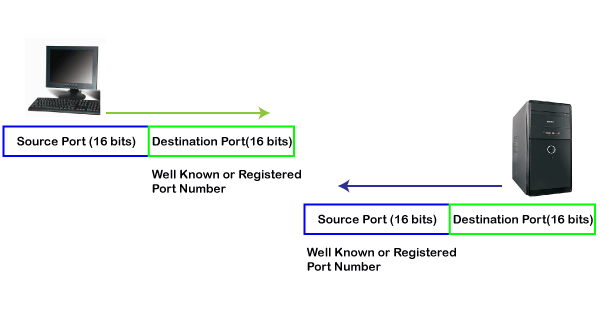 Source Port (16 bits) Destination Port(16 bits)
Well Known or Registered
Port Number
Source Port (16 bits) Destination Port(16 bits)
Well Known or Registered
Port Number